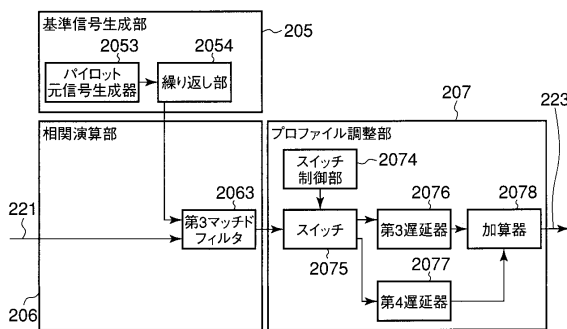 基準信号生成部
205
2053
2054
パイロット
元信号生成器
繰り返し部
相関演算部
2063
第3マッチド
フィルタ
221
206
207
223
プロファイル調整部
スイッチ
制御部
2074
2076
2078
スイッチ
第3遅延器
加算器
2075
2077
第4遅延器